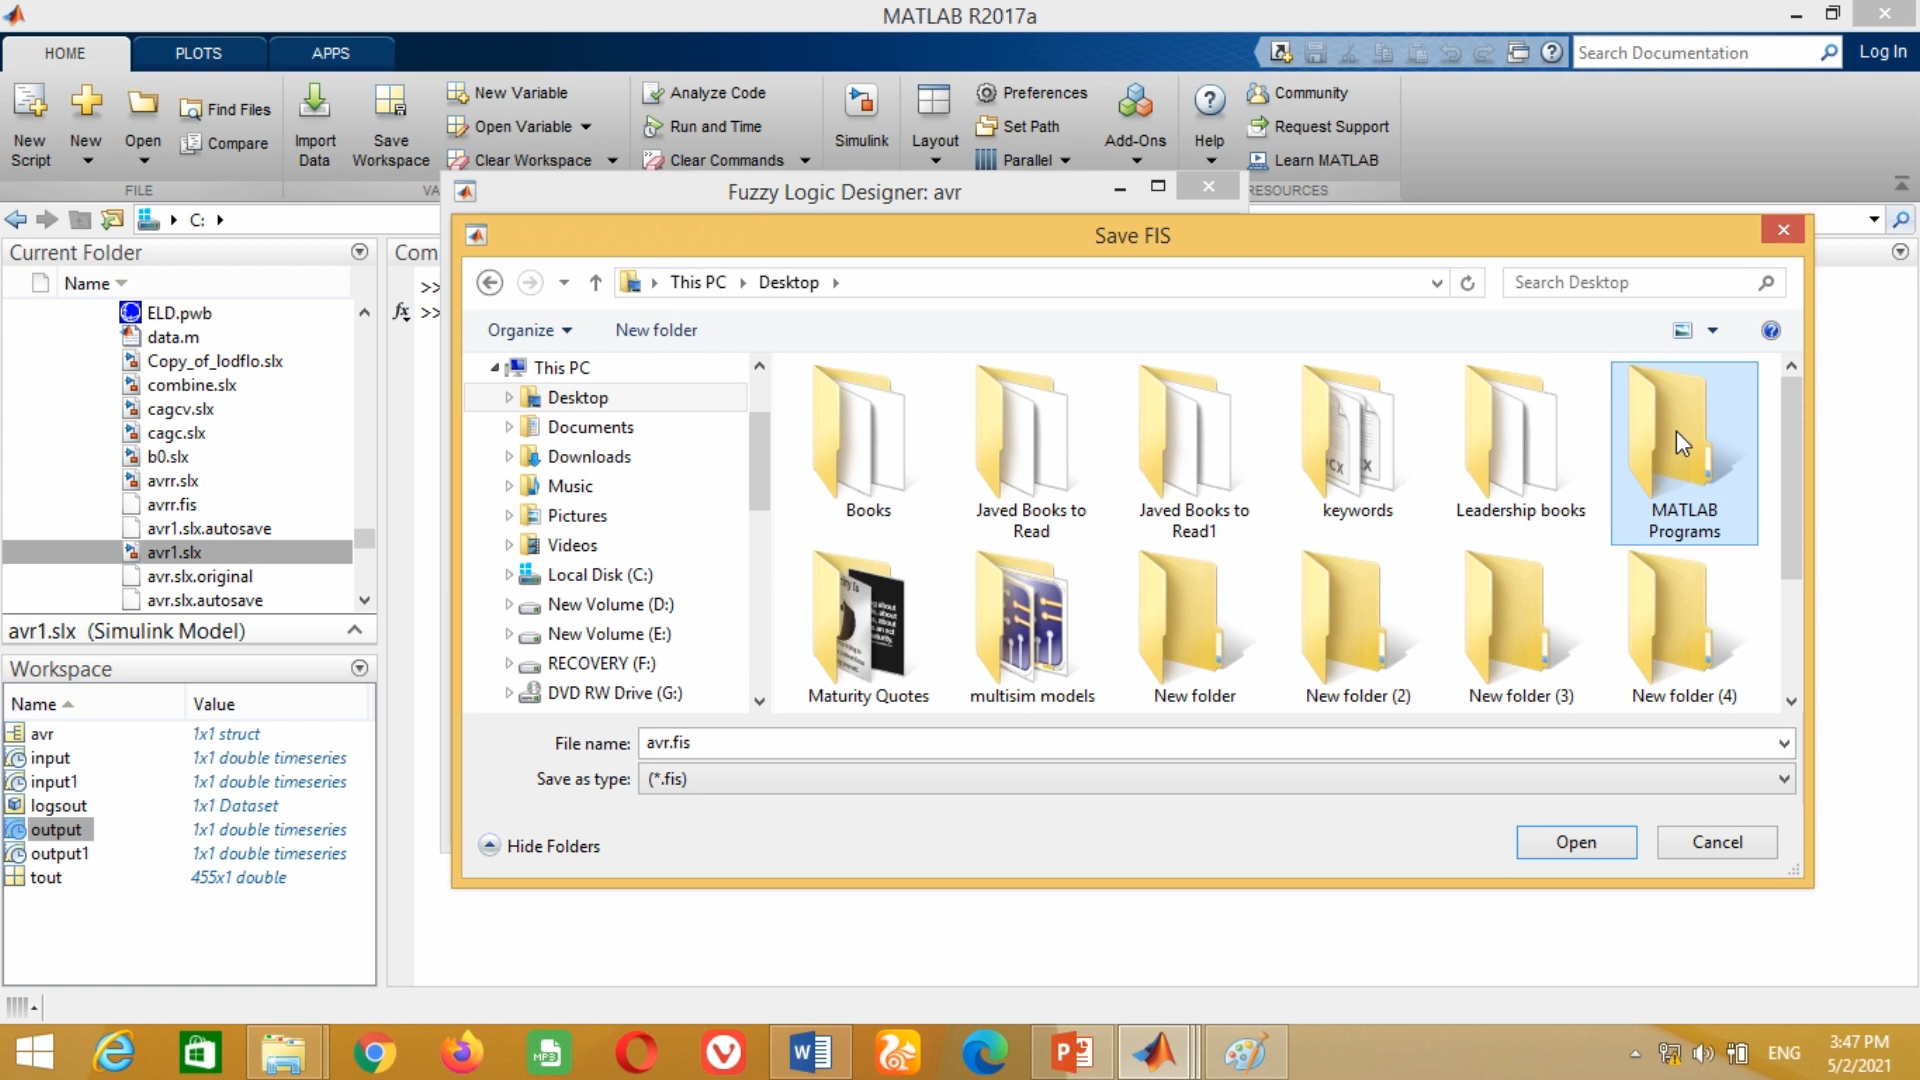 MATLAB R2017a
HOME
PLOTS
APPS
Search Documentation
Log In
New Script
New
Open
Find Files
Compare
Import Data
Save Workspace
New Variable
Open Variable
Clear Workspace
Analyze Code
Run and Time
Clear Commands
Simulink
Layout
Preferences
Set Path
Parallel
Add-Ons
Help
Community
Request Support
Learn MATLAB
FILE
VA
RESOURCES
Fuzzy Logic Designer: avr
C:
Current Folder
Com
Name
>>
fx >>
ELD.pwb
data.m
Copy_of_lodflo.slx
combine.slx
cagcv.slx
cagc.slx
b0.slx
avrr.slx
avrr.fis
avr1.slx.autosave
avr1.slx
avr.slx.original
avr.slx.autosave
avr1.slx (Simulink Model)
Workspace
Name Value
avr 1x1 struct
input 1x1 double timeseries
input1 1x1 double timeseries
logsout 1x1 Dataset
output 1x1 double timeseries
output1 1x1 double timeseries
tout 455x1 double
Save FIS
This PC Desktop
Search Desktop
Organize
New folder
This PC
Desktop
Documents
Downloads
Music
Pictures
Videos
Local Disk (C:)
New Volume (D:)
New Volume (E:)
RECOVERY (F:)
DVD RW Drive (G:)
Books
Javed Books to Read
Javed Books to Read1
keywords
Leadership books
MATLAB Programs
Maturity Quotes
multisim models
New folder
New folder (2)
New folder (3)
New folder (4)
File name: avr.fis
Save as type: (*.fis)
Hide Folders
Open
Cancel
MP3
ENG
3:47 PM
5/2/2021